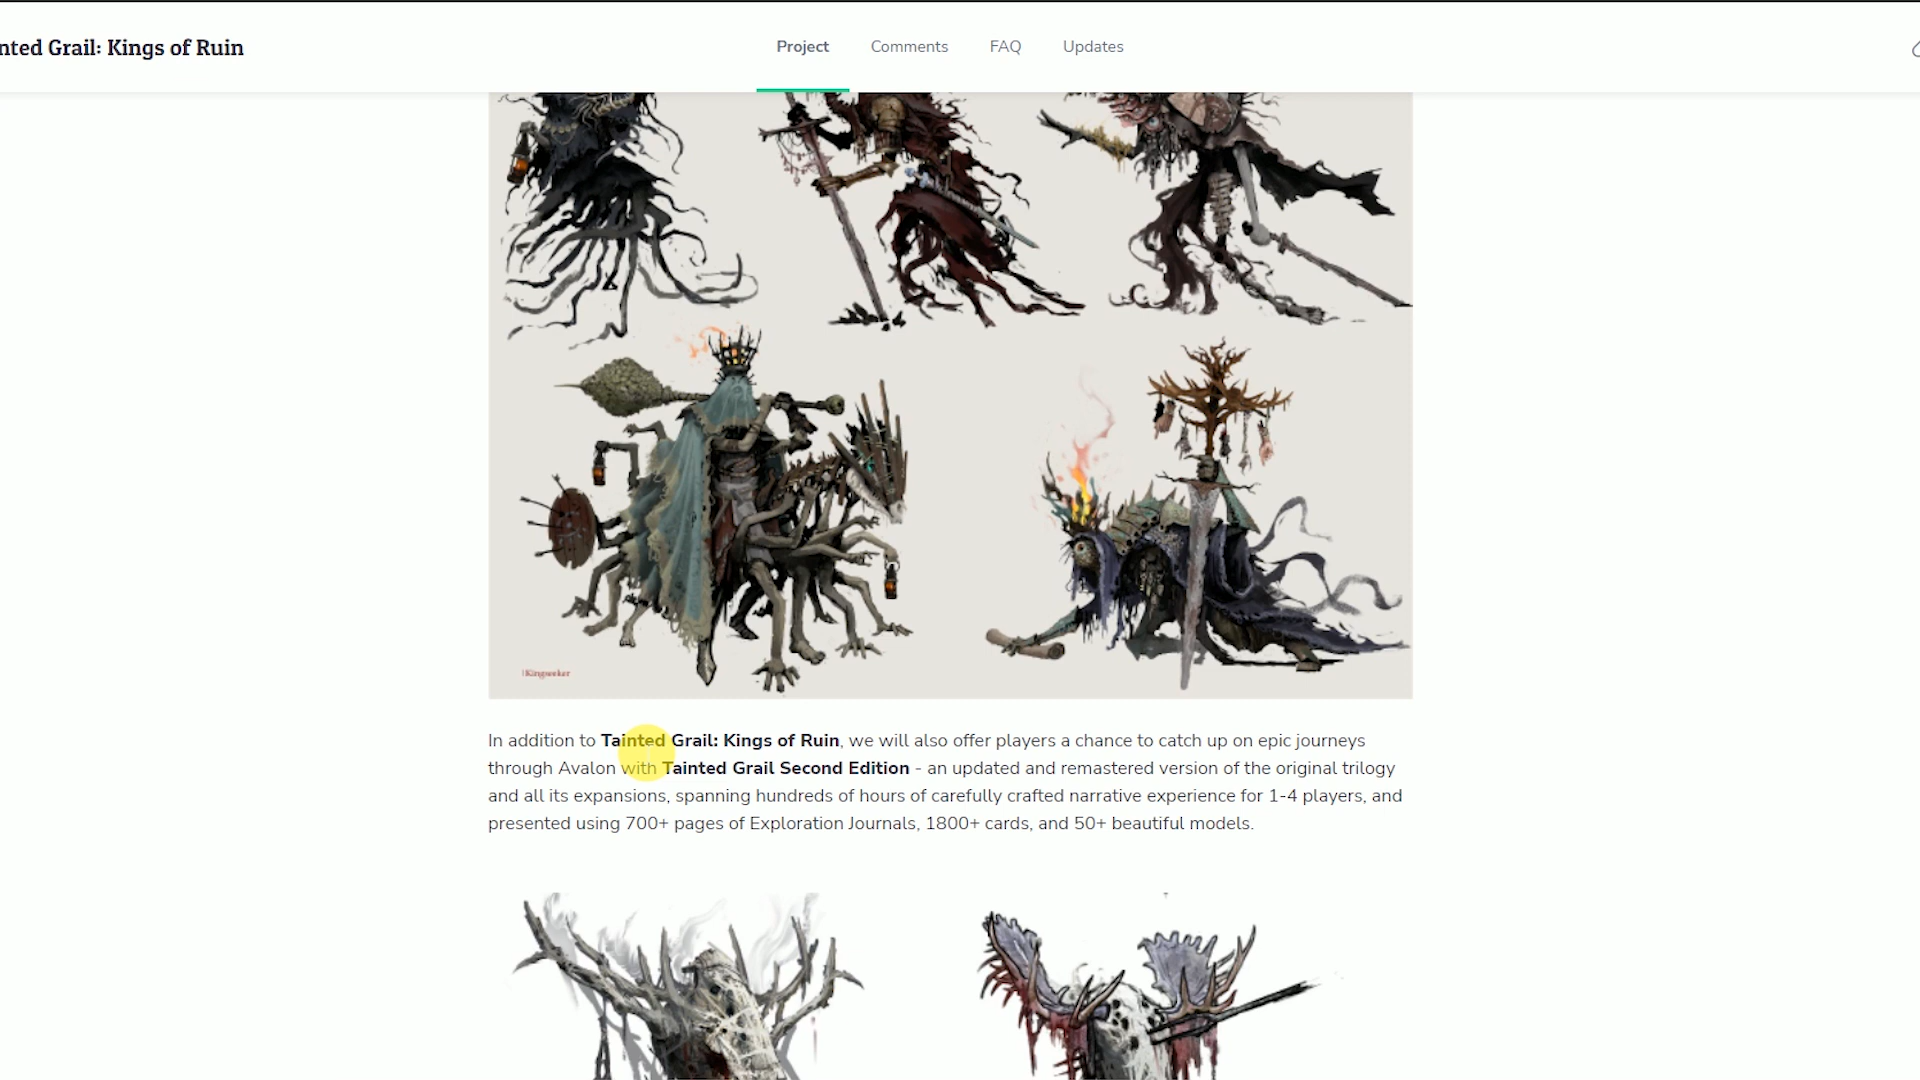 nted Grail: Kings of Ruin
Project
Comments
FAQ
Updates
Kingseeker
In addition to Tainted Grail: Kings of Ruin, we will also offer players a chance to catch up on epic journeys
through Avalon with Tainted Grail Second Edition - an updated and remastered version of the original trilogy
and all its expansions, spanning hundreds of hours of carefully crafted narrative experience for 1-4 players, and
presented using 700+ pages of Exploration Journals, 1800+ cards, and 50+ beautiful models.